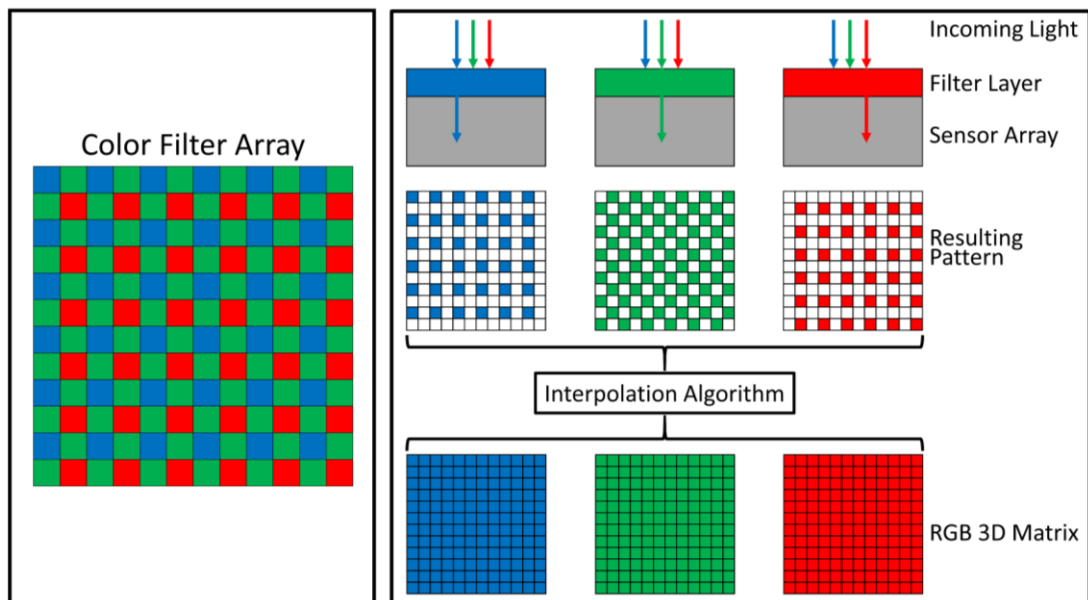 Color Filter Array
Incoming Light
Filter Layer
Sensor Array
Resulting
Pattern
Interpolation Algorithm
RGB 3D Matrix